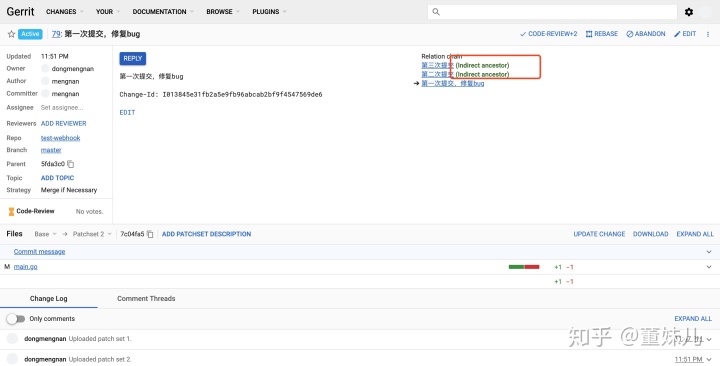 Gerrit CHANGES YOUR DOCUMENTATION BROWSE PLUGINS
Active 79: 第一次提交，修复bug CODE-REVIEW+2 REBASE ABANDON EDIT
Updated 11:51 PM
Owner dongmengnan
Author mengnan
Committer mengnan
Assignee Set assignee...
Reviewers ADD REVIEWER
Repo test-webhook
Branch master
Parent 5fda3c0
Topic ADD TOPIC
Strategy Merge if Necessary
Code-Review No votes.
REPLY
第一次提交，修复bug
Change-Id: I013845e31fb2a5e9fb96abcab2bf9f4547569de6
EDIT
Relation chain
第三次提交 (Indirect ancestor)
第二次提交 (Indirect ancestor)
→ 第一次提交，修复bug
Files Base → Patchset 2 7c04fa5 ADD PATCHSET DESCRIPTION UPDATE CHANGE DOWNLOAD EXPAND ALL
Commit message
M main.go +1 −1
+1 −1
Change Log Comment Threads
Only comments EXPAND ALL
dongmengnan Uploaded patch set 1.
dongmengnan Uploaded patch set 2. 11:51 PM
知乎 @董妹儿